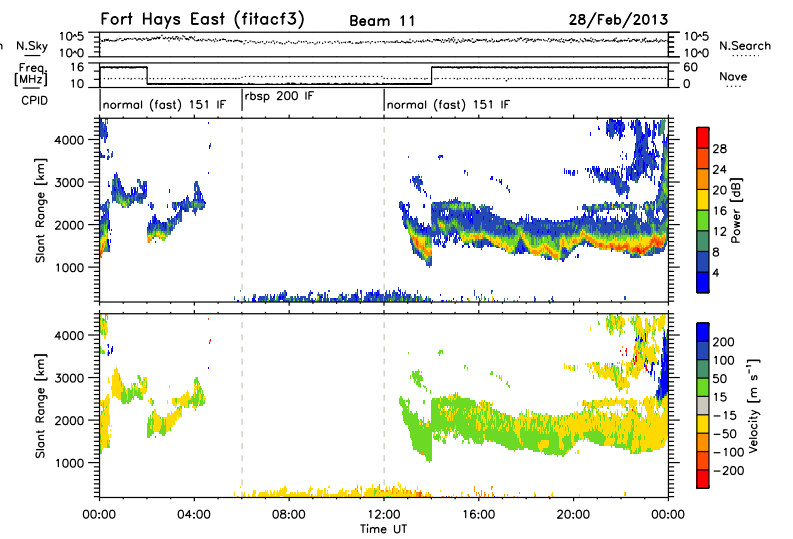 Fort Hays East (fitacf3) Beam 11 28/Feb/2013
n N.Sky 10^5 10^0 10^5 10^0 N.Search
Freq. [MHz] 16 10 60 0 Nave
CPID normal (fast) 151 IF rbsp 200 IF normal (fast) 151 IF
Slant Range [km]
4000
3000
2000
1000
28
24
20
16
12
8
4
Power [dB]
Slant Range [km]
4000
3000
2000
1000
200
100
50
15
−15
−50
−100
−200
Velocity [m s⁻¹]
00:00 04:00 08:00 12:00 16:00 20:00 00:00
Time UT